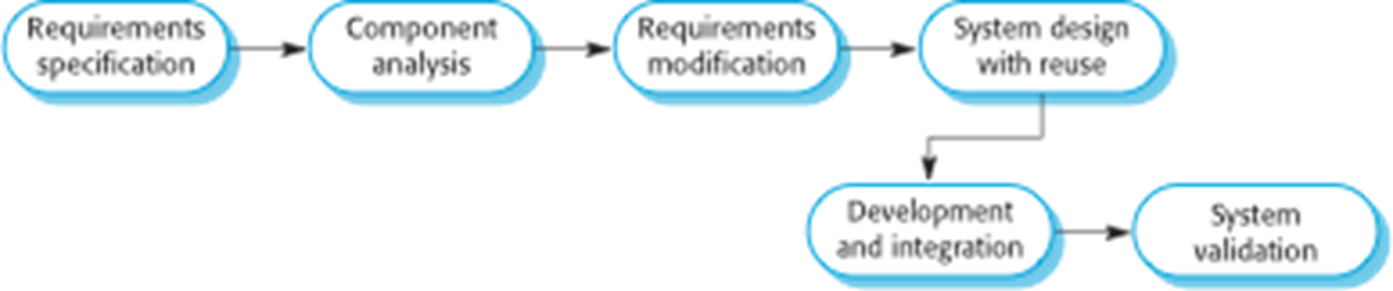 Requirements
specification
Component
analysis
Requirements
modification
System design
with reuse
Development
and integration
System
validation